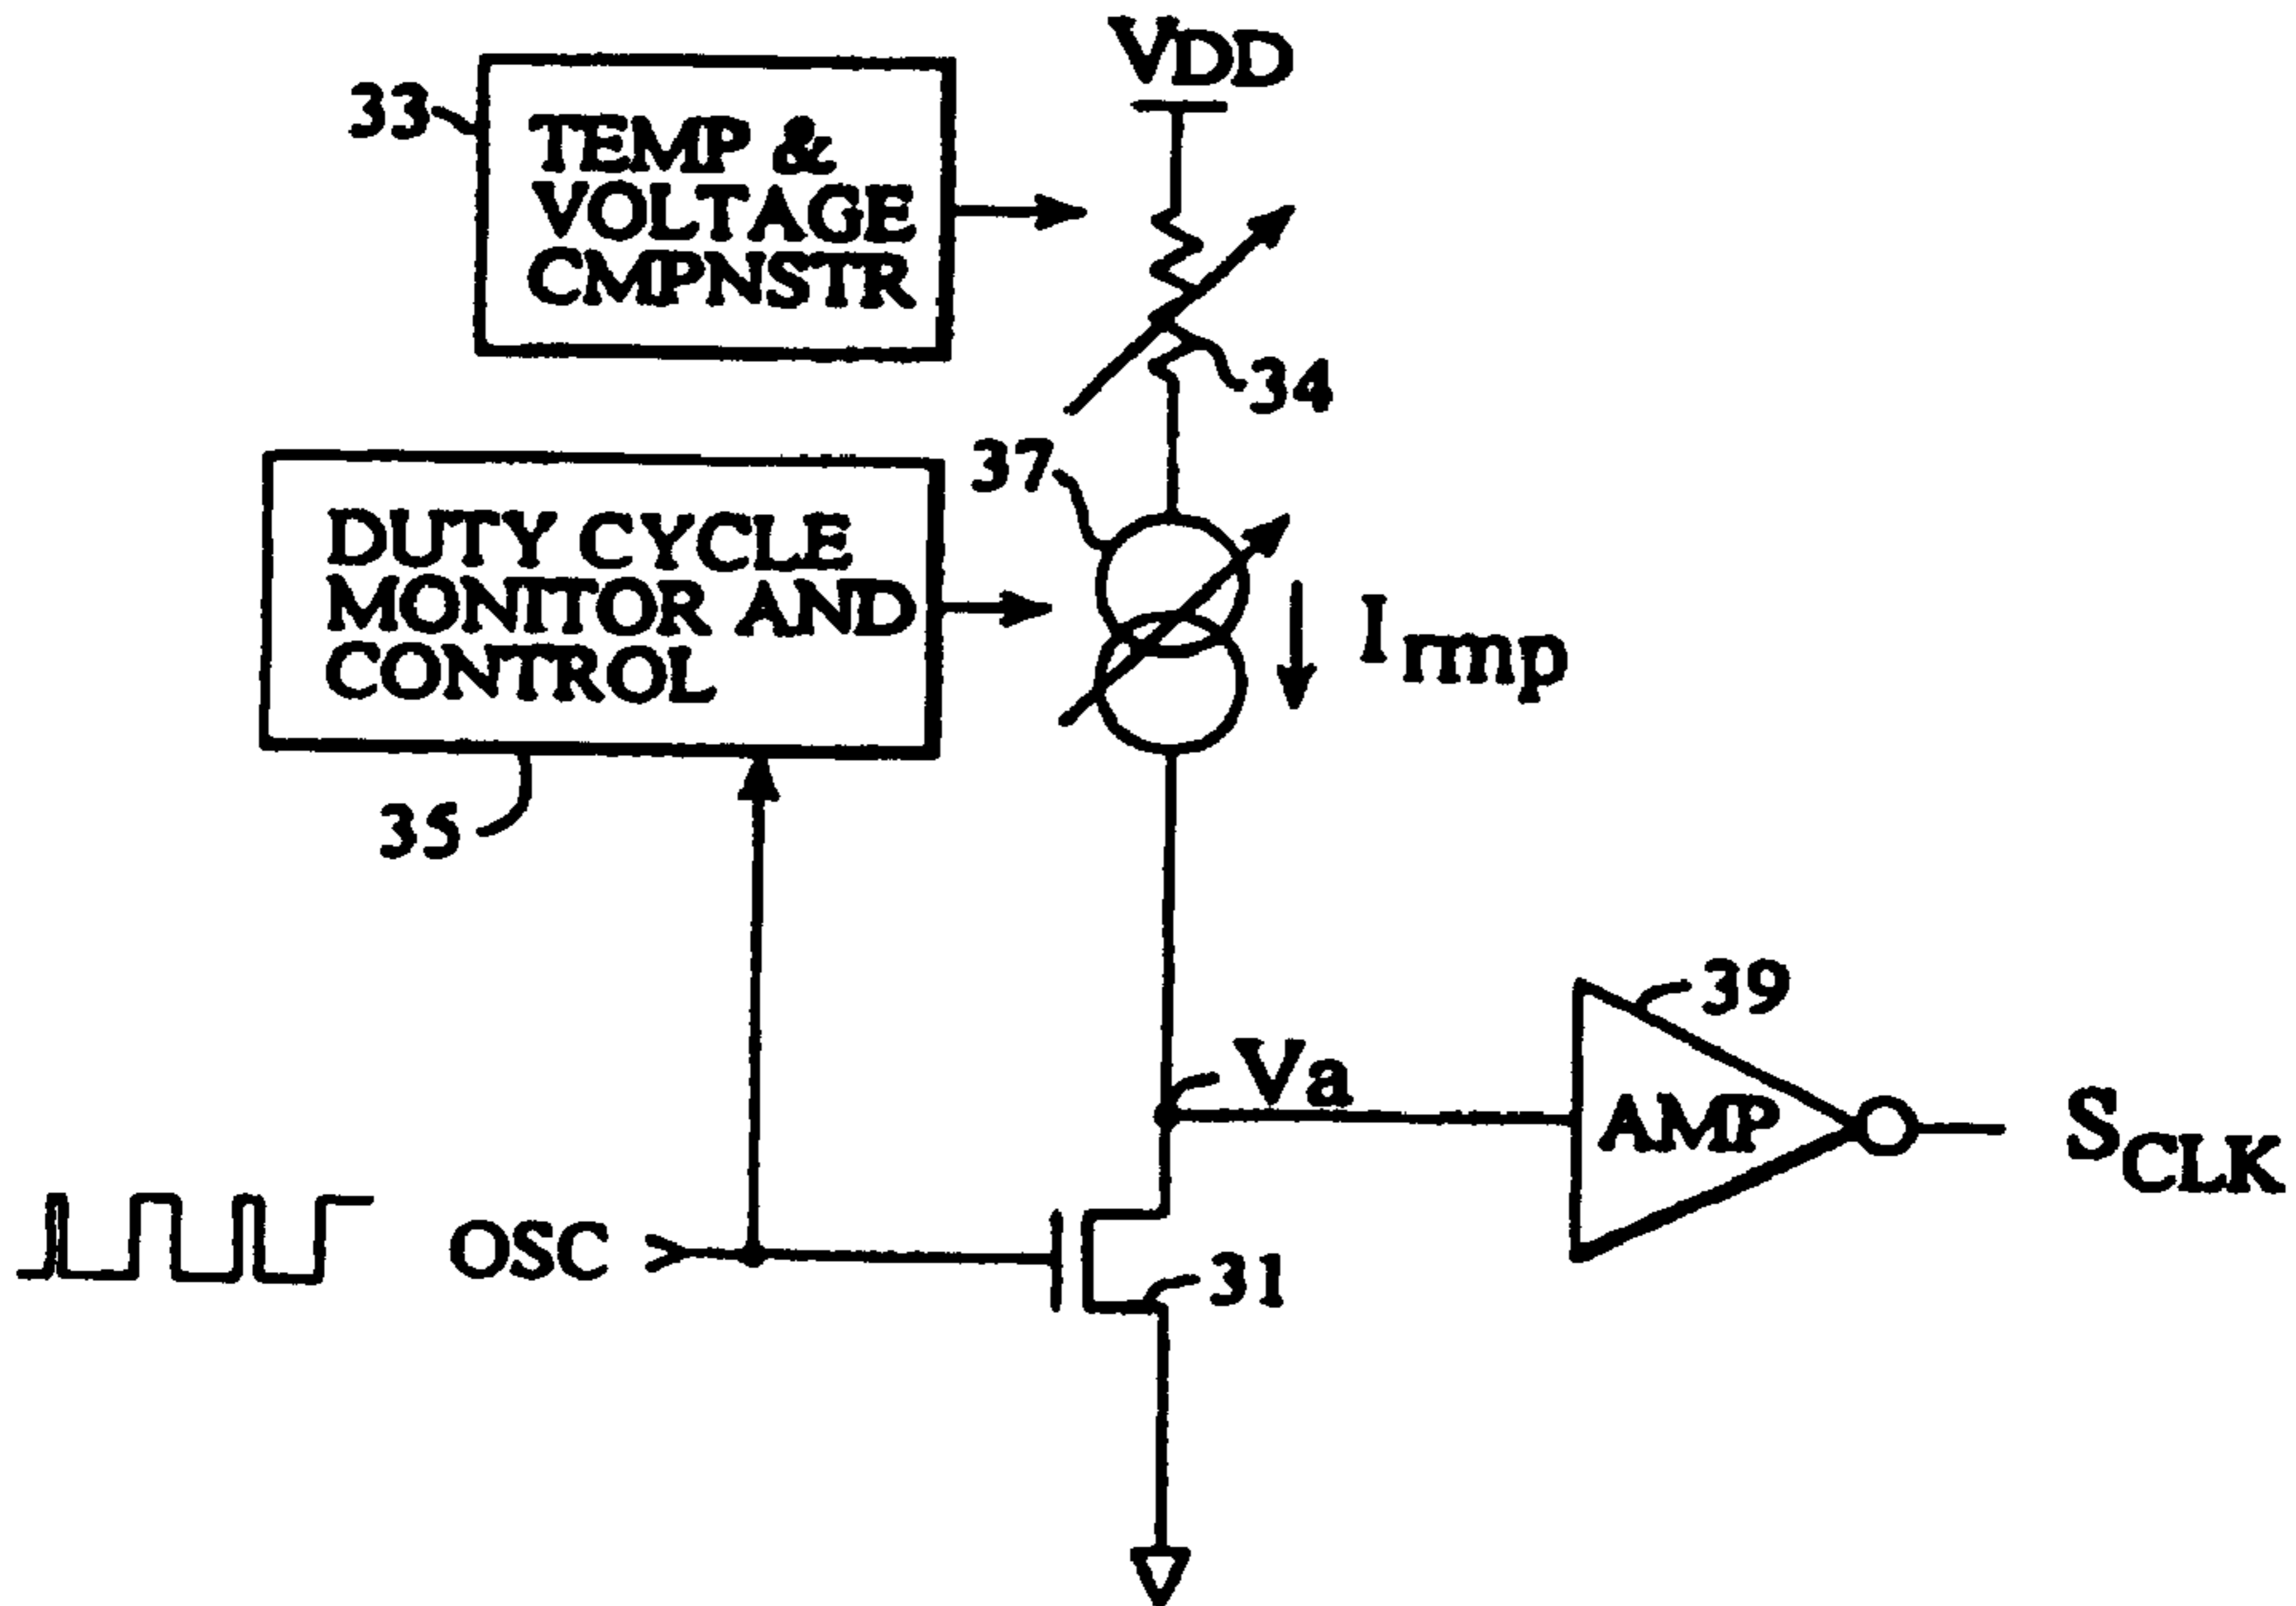 VDD
33
TEMP &
VOLTAGE
CMPNSTR
34
37
DUTY CYCLE
MONITOR AND
CONTROL
Irmp
35
39
Va
AMP
SCLK
OSC
31